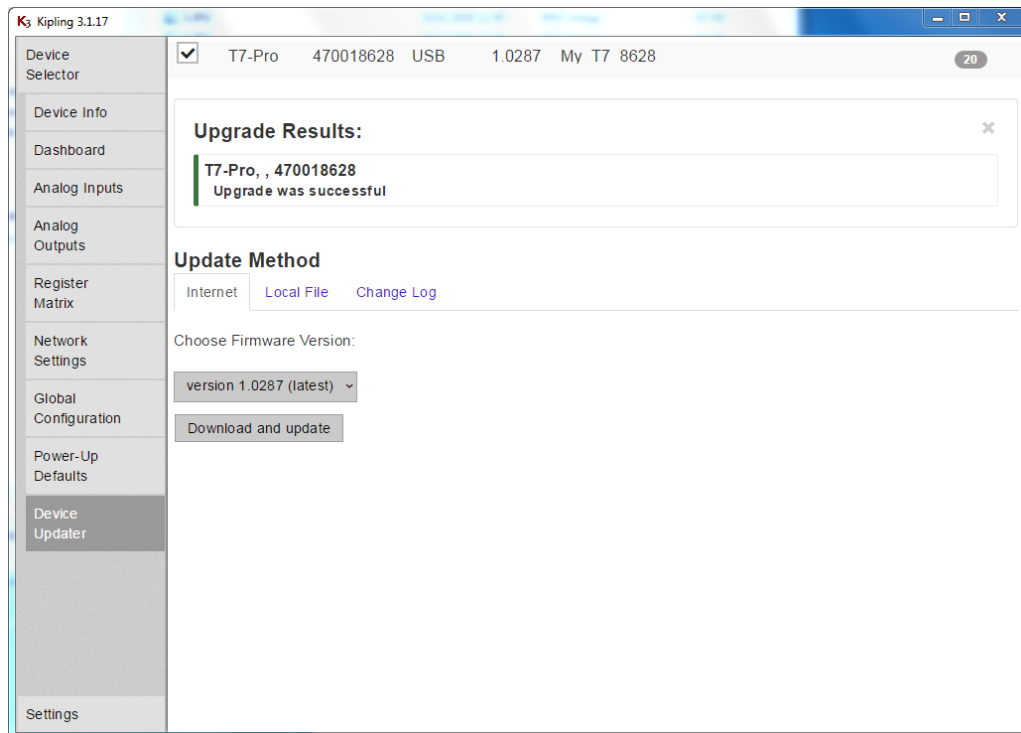 K3 Kipling 3.1.17
Device
Selector
Device Info
Dashboard
Analog Inputs
Analog
Outputs
Register
Matrix
Network
Settings
Global
Configuration
Power-Up
Defaults
Device
Updater
Settings
T7-Pro 470018628 USB 1.0287 My T7 8628 20
Upgrade Results:
T7-Pro, , 470018628
Upgrade was successful
Update Method
Internet Local File Change Log
Choose Firmware Version:
version 1.0287 (latest)
Download and update